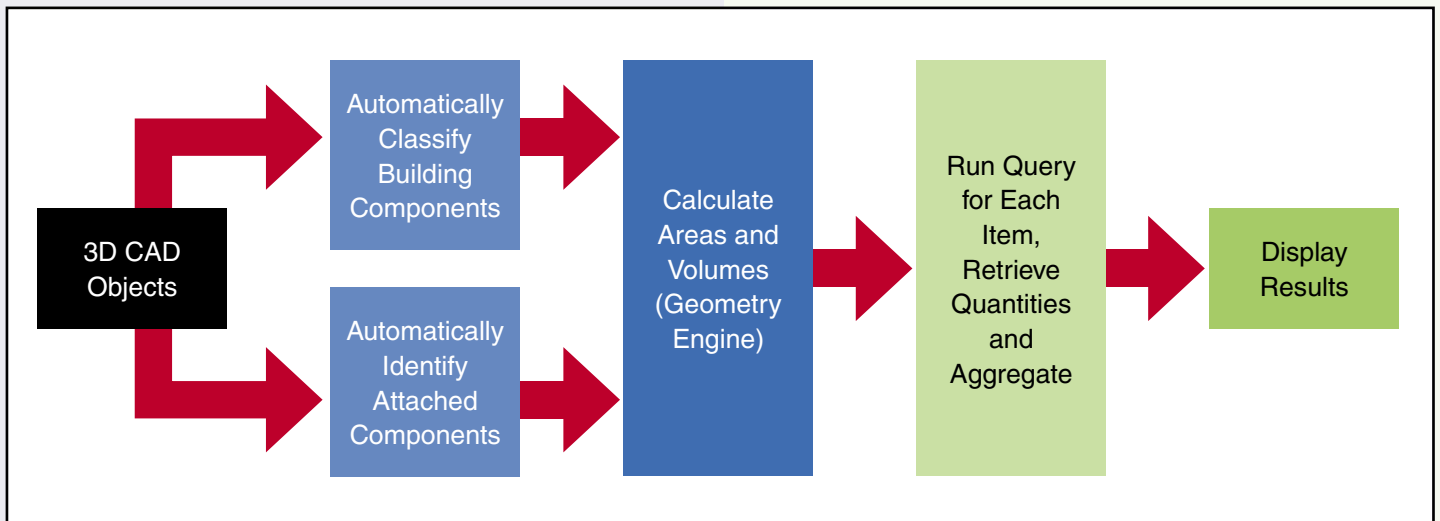 3D CAD
Objects
Automatically
Classify
Building
Components
Automatically
Identify
Attached
Components
Calculate
Areas and
Volumes
(Geometry
Engine)
Run Query
for Each
Item,
Retrieve
Quantities
and
Aggregate
Display
Results